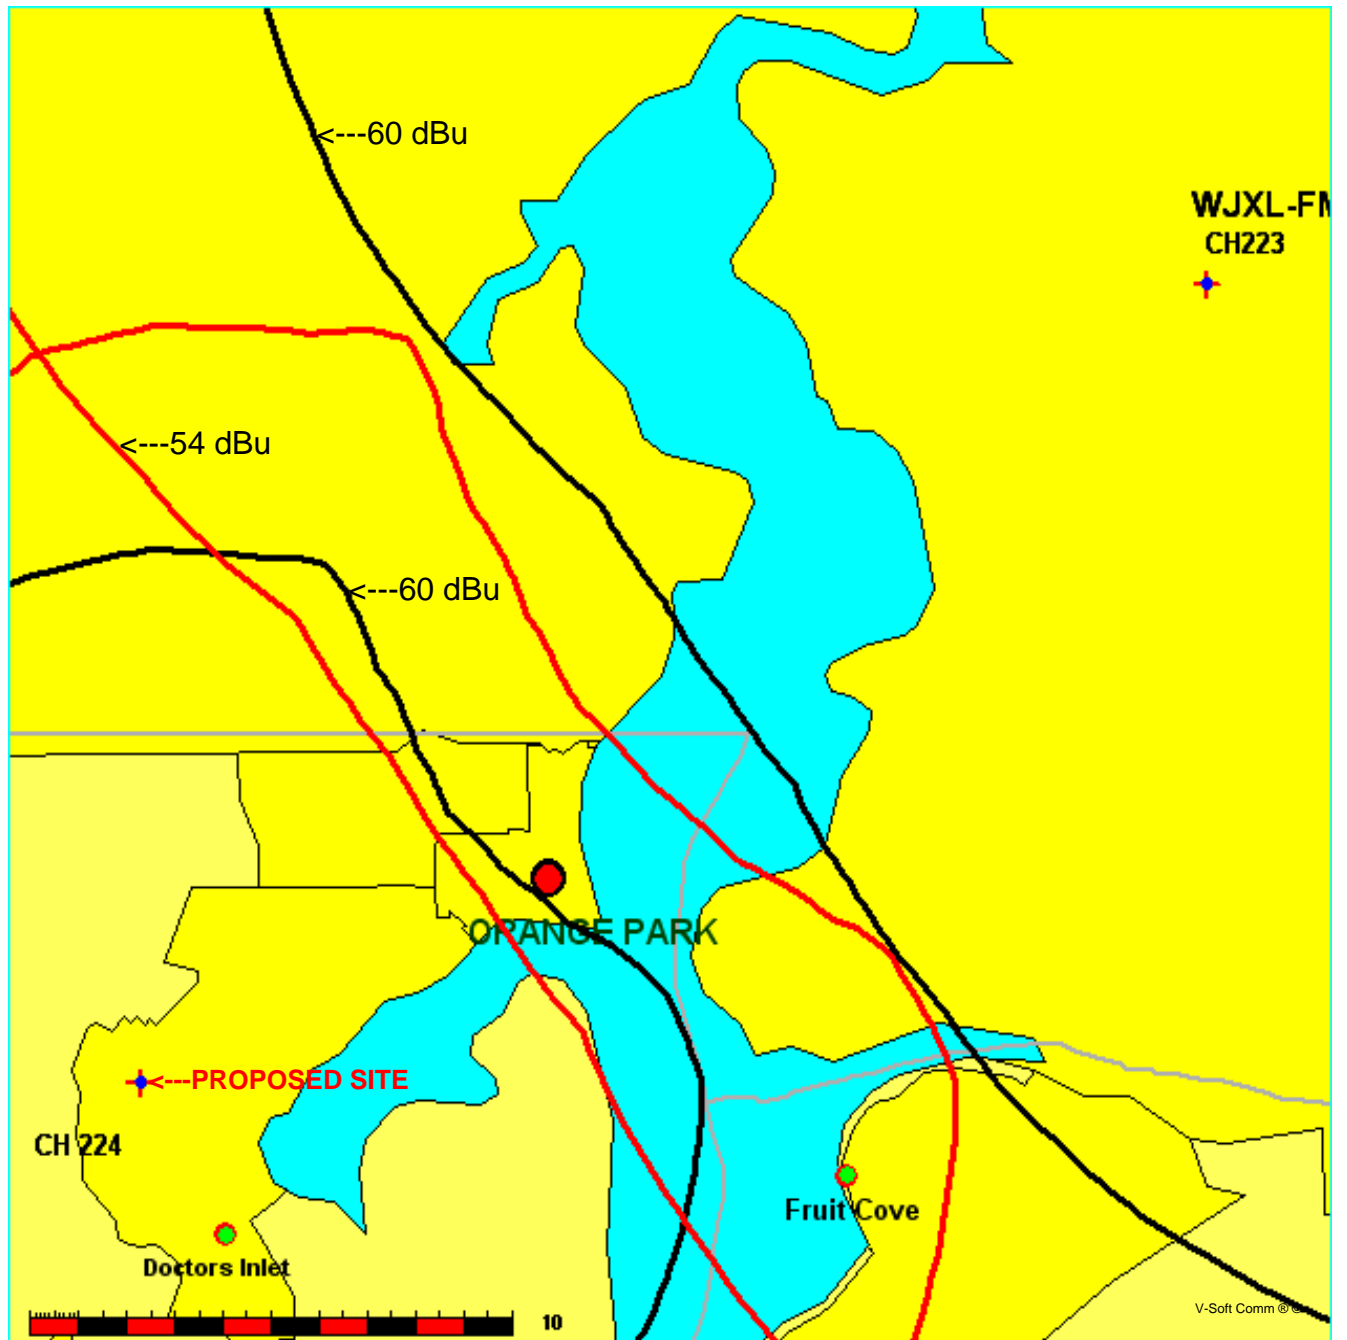 <---60 dBu
WJXL-FM
CH223
<---54 dBu
<---60 dBu
ORANGE PARK
<---PROPOSED SITE
CH 224
Fruit Cove
Doctors Inlet
10
V-Soft Comm ® ©